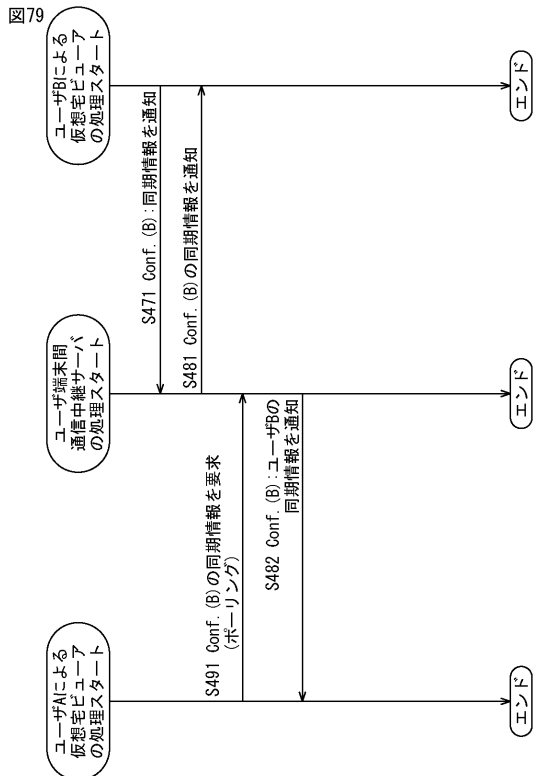 図79
ユーザAによる
仮想宅ビューア
の処理スタート
ユーザ端末間
通信中継サーバ
の処理スタート
ユーザBによる
仮想宅ビューア
の処理スタート
S471 Conf.(B):同期情報を通知
S481 Conf.(B)の同期情報を通知
S491 Conf.(B)の同期情報を要求
(ポーリング)
S482 Conf.(B):ユーザBの
同期情報を通知
エンド
エンド
エンド